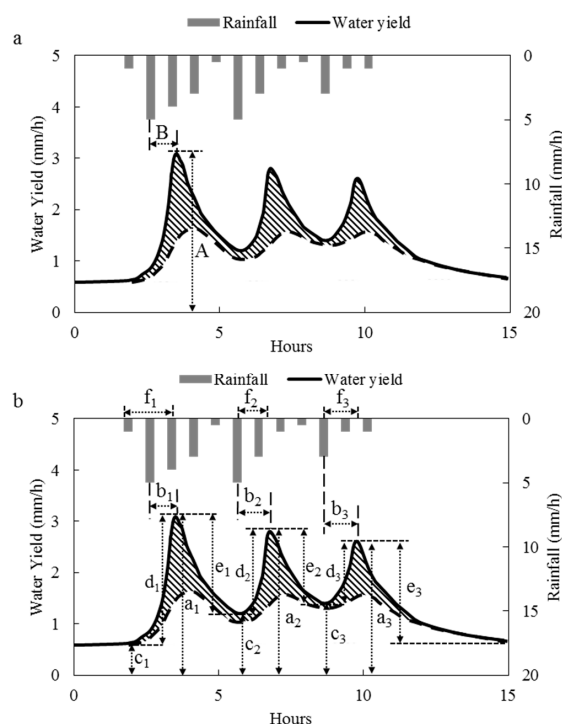 Rainfall Water yield
a
5 0
4 5
B
3
10
2
A 15
1
0 20
0 5 10 15
Hours
Water Yield (mm/h)
Rainfall (mm/h)
Rainfall Water yield
b
f1 f2 f3
5 0
4 5
b1 b2 b3
3
10
e1 e2 e3
d1 d2 d3
2
a1 a2 a3
15
1
c1 c2 c3
0 20
0 5 10 15
Hours
Water Yield (mm/h)
Rainfall (mm/h)